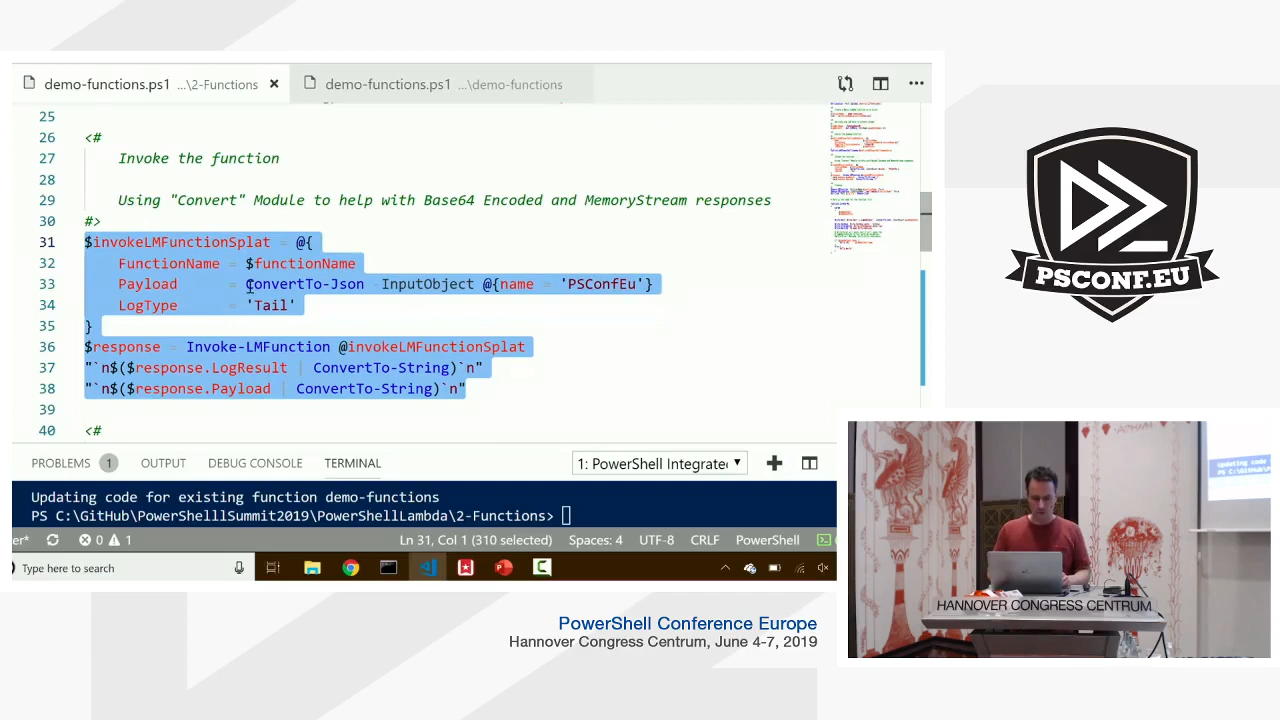 demo-functions.ps1 ...\2-Functions
demo-functions.ps1 ...\demo-functions
25
26 <#
27 Invoke the function
28
29 Using "Convert" Module to help with Base64 Encoded and MemoryStream responses
30 #>
31 $invokeLMFunctionSplat = @{
32 FunctionName = $functionName
33 Payload = ConvertTo-Json -InputObject @{name = 'PSConfEu'}
34 LogType = 'Tail'
35 }
36 $response = Invoke-LMFunction @invokeLMFunctionSplat
37 "`n$($response.LogResult | ConvertTo-String)`n"
38 "`n$($response.Payload | ConvertTo-String)`n"
39
40 <#
PROBLEMS 1 OUTPUT DEBUG CONSOLE TERMINAL 1: PowerShell Integrate
Updating code for existing function demo-functions
PS C:\GitHub\PowerShelllSummit2019\PowerShellLambda\2-Functions>
er* 0 1 Ln 31, Col 1 (310 selected) Spaces: 4 UTF-8 CRLF PowerShell
Type here to search
PSCONF.EU
HANNOVER CONGRESS CENTRUM
PowerShell Conference Europe
Hannover Congress Centrum, June 4-7, 2019